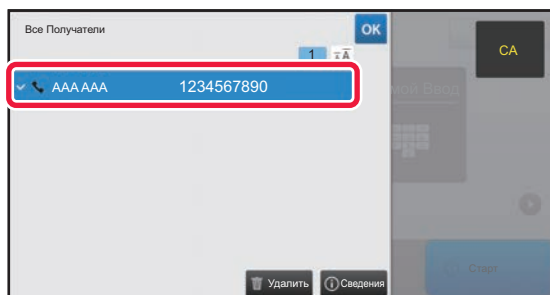 Все Получатели
OK
CA
1
AAA AAA 1234567890
мой Ввод
Удалить
Сведения
Старт